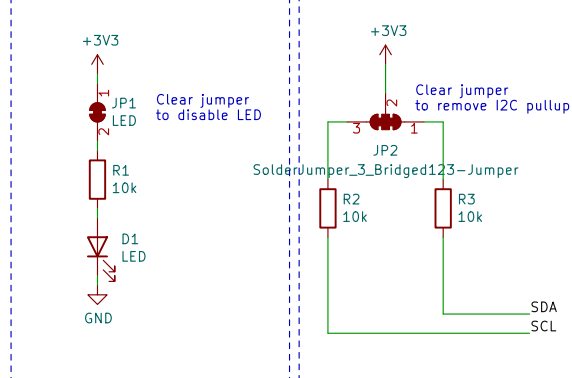 +3V3
1
JP1
LED
2
Clear jumper
to disable LED
R1
10k
D1
LED
GND
+3V3
Clear jumper
to remove I2C pullup
2
3
1
JP2
SolderJumper_3_Bridged123-Jumper
R2
10k
R3
10k
SDA
SCL